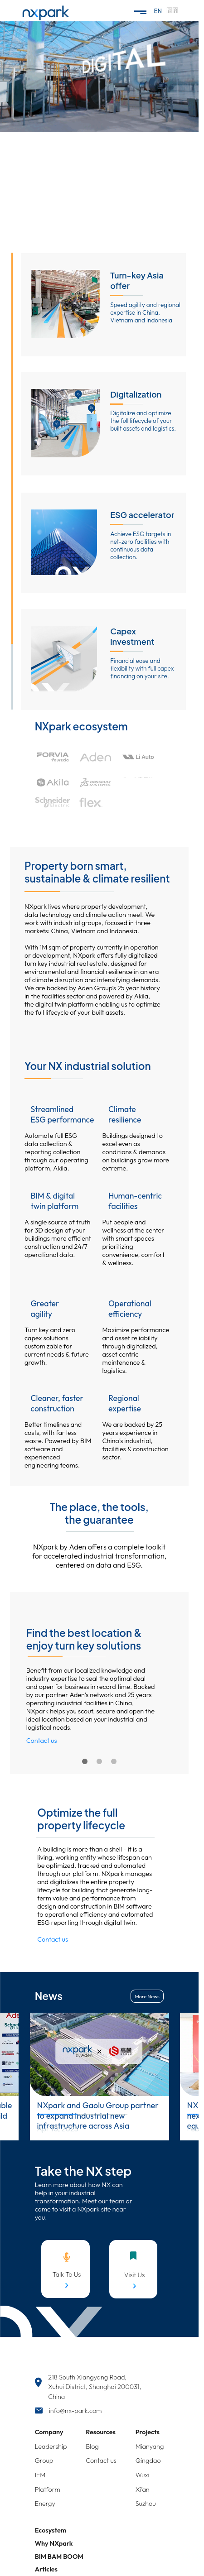 nxpark
EN
DIGITAL
Turn-key Asia
offer
Speed agility and regional
expertise in China,
Vietnam and Indonesia
Digitalization
Digitalize and optimize
the full lifecycle of your
built assets and logistics.
ESG accelerator
Achieve ESG targets in
net-zero facilities with
continuous data
collection.
Capex
investment
Financial ease and
flexibility with full capex
financing on your site.
NXpark ecosystem
FORVIA
faurecia
Aden
Li Auto
Akila
Schneider
Electric
flex
Property born smart,
sustainable & climate resilient
NXpark lives where property development,
data technology and climate action meet. We
work with industrial groups, focused in three
markets: China, Vietnam and Indonesia.
With 1M sqm of property currently in operation
or development, NXpark offers fully digitalized
turn key industrial real estate, designed for
environmental and financial resilience in an era
of climate disruption and intensifying demands.
We are backed by Aden Group's 25 year history
in the facilities sector and powered by Akila,
the digital twin platform enabling us to optimize
the full lifecycle of your built assets.
Your NX industrial solution
Streamlined
ESG performance
Automate full ESG
data collection &
reporting collection
through our operating
platform, Akila.
Climate
resilience
Buildings designed to
excel even as
conditions & demands
on buildings grow more
extreme.
BIM & digital
twin platform
A single source of truth
for 3D design of your
buildings more efficient
construction and 24/7
operational data.
Human-centric
facilities
Put people and
wellness at the center
with smart spaces
prioritizing
convenience, comfort
& wellness.
Greater
agility
Turn key and zero
capex solutions
customizable for
current needs & future
growth.
Operational
efficiency
Maximize performance
and asset reliability
through digitalized,
asset centric
maintenance &
logistics.
Cleaner, faster
construction
Better timelines and
costs, with far less
waste. Powered by BIM
software and
experienced
engineering teams.
Regional
expertise
We are backed by 25
years experience in
China's industrial,
facilities & construction
sector.
The place, the tools,
the guarantee
NXpark by Aden offers a complete toolkit
for accelerated industrial transformation,
centered on data and ESG.
Find the best location &
enjoy turn key solutions
Benefit from our localized knowledge and
industry expertise to seal the optimal deal
and open for business in record time. Backed
by our partner Aden's network and 25 years
operating industrial facilities in China,
NXpark helps you scout, secure and open the
ideal location based on your industrial and
logistical needs.
Contact us
Optimize the full
property lifecycle
A building is more than a shell - it is a
living, working entity whose lifespan can
be optimized, tracked and automated
through our platform. NXpark manages
and digitalizes the entire property
lifecycle for building that generate long-
term value and performance from
design and construction in BIM software
to operational efficiency and automated
ESG reporting through digital twin.
Contact us
News
More News
nxpark
by Aden
×
高景
NXpark and Gaolu Group partner
to expand industrial new
infrastructure across Asia
Take the NX step
Learn more about how NX can
help in your industrial
transformation. Meet our team or
come to visit a NXpark site near
you.
Talk To Us
Visit Us
218 South Xiangyang Road,
Xuhui District, Shanghai 200031,
China
info@nx-park.com
Company
Leadership
Group
IFM
Platform
Energy
Resources
Blog
Contact us
Projects
Mianyang
Qingdao
Wuxi
Xi'an
Suzhou
Ecosystem
Why NXpark
BIM BAM BOOM
Articles